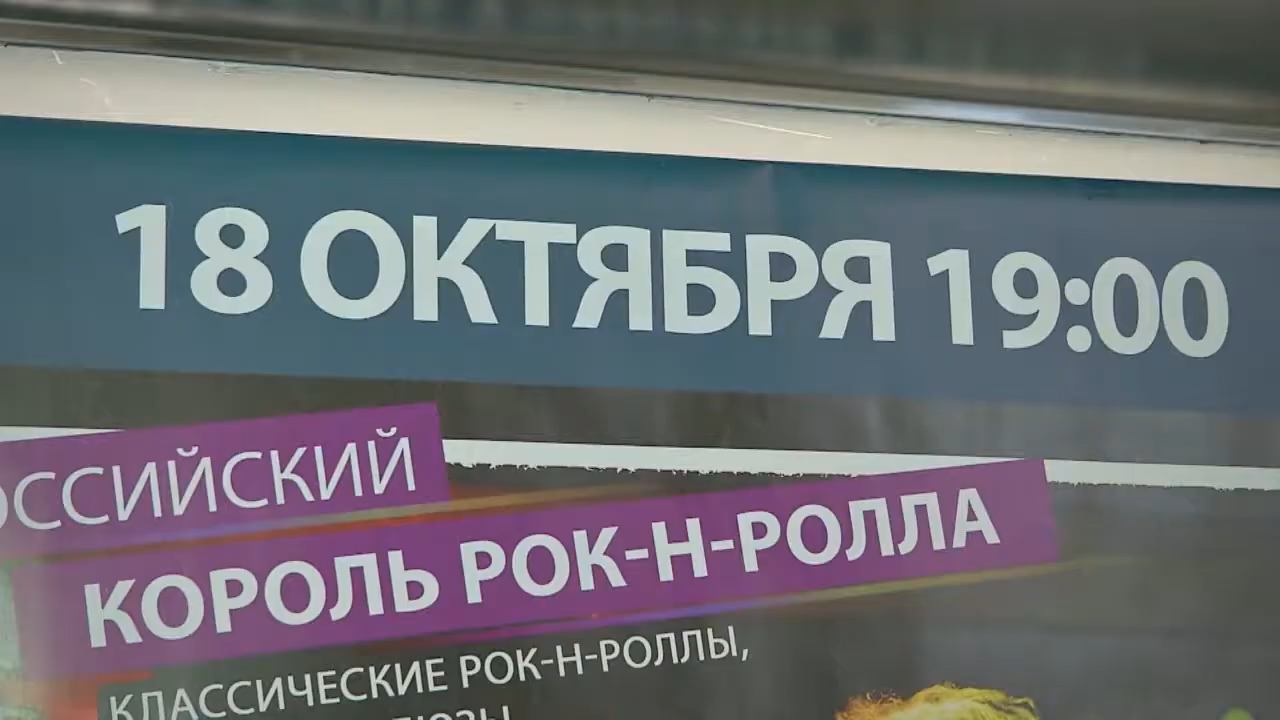 18 ОКТЯБРЯ 19:00
ОССИЙСКИЙ
КОРОЛЬ РОК-Н-РОЛЛА
КЛАССИЧЕСКИЕ РОК-Н-РОЛЛЫ,